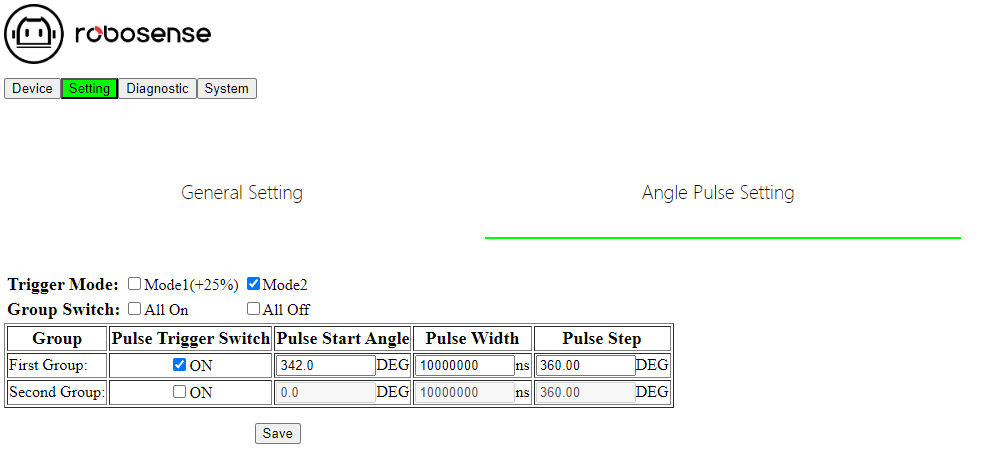 robosense
Device Setting Diagnostic System
General Setting Angle Pulse Setting
Trigger Mode: Mode1(+25%) Mode2
Group Switch: All On All Off
Group Pulse Trigger Switch Pulse Start Angle Pulse Width Pulse Step
First Group: ON 342.0 DEG 10000000 ns 360.00 DEG
Second Group: ON 0.0 DEG 10000000 ns 360.00 DEG
Save